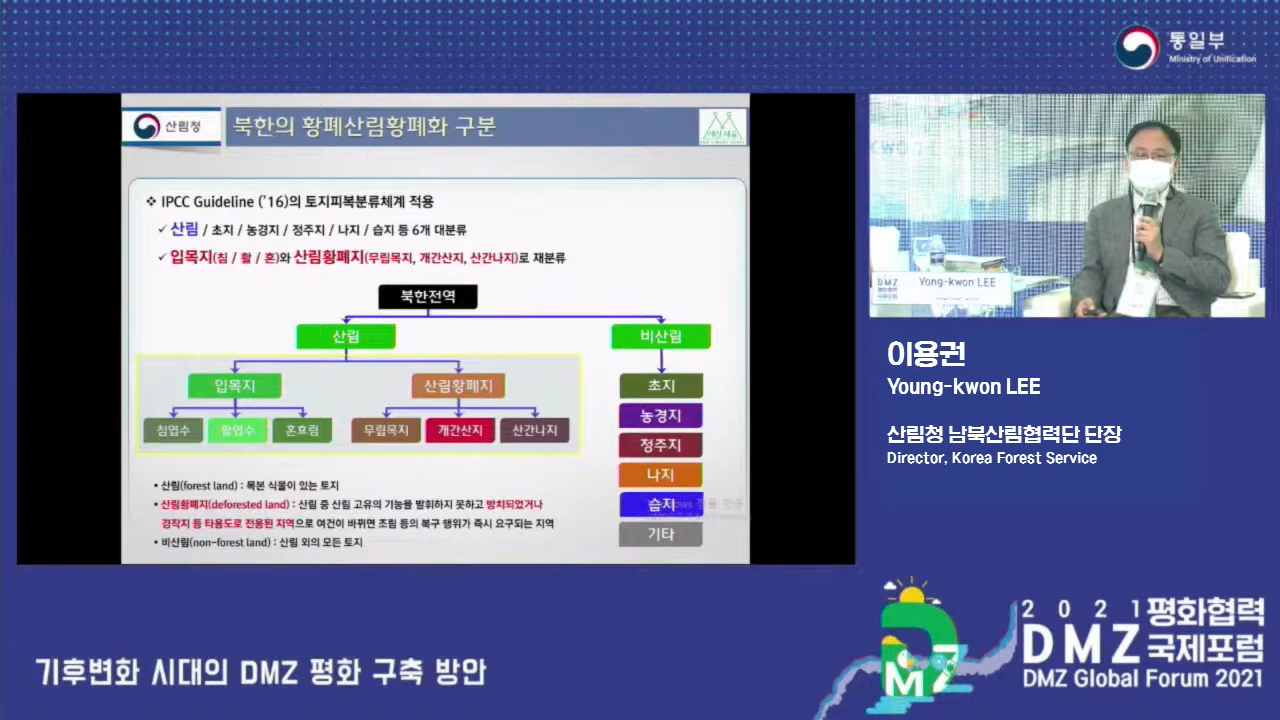 통일부
Ministry of Unification
산림청
북한의 황폐산림황폐화 구분
❖ IPCC Guideline ('16)의 토지피복분류체계 적용
✓ 산림 / 초지 / 농경지 / 정주지 / 나지 / 습지 등 6개 대분류
✓ 입목지(침 / 활 / 혼)와 산림황폐지(무립목지, 개간산지, 산간나지)로 재분류
북한전역
산림
비산림
입목지
산림황폐지
침엽수
활엽수
혼효림
무립목지
개간산지
산간나지
초지
농경지
정주지
나지
습지
기타
• 산림(forest land) : 목본 식물이 있는 토지
• 산림황폐지(deforested land) : 산림 중 산림 고유의 기능을 발휘하지 못하고 방치되었거나
경작지 등 타용도로 전용된 지역으로 여건이 바뀌면 조림 등의 복구 행위가 즉시 요구되는 지역
• 비산림(non-forest land) : 산림 외의 모든 토지
DMZ
Yong-kwon LEE
이용권
Young-kwon LEE
산림청 남북산림협력단 단장
Director, Korea Forest Service
기후변화 시대의 DMZ 평화 구축 방안
DMZ
2021 평화협력
DMZ 국제포럼
DMZ Global Forum 2021